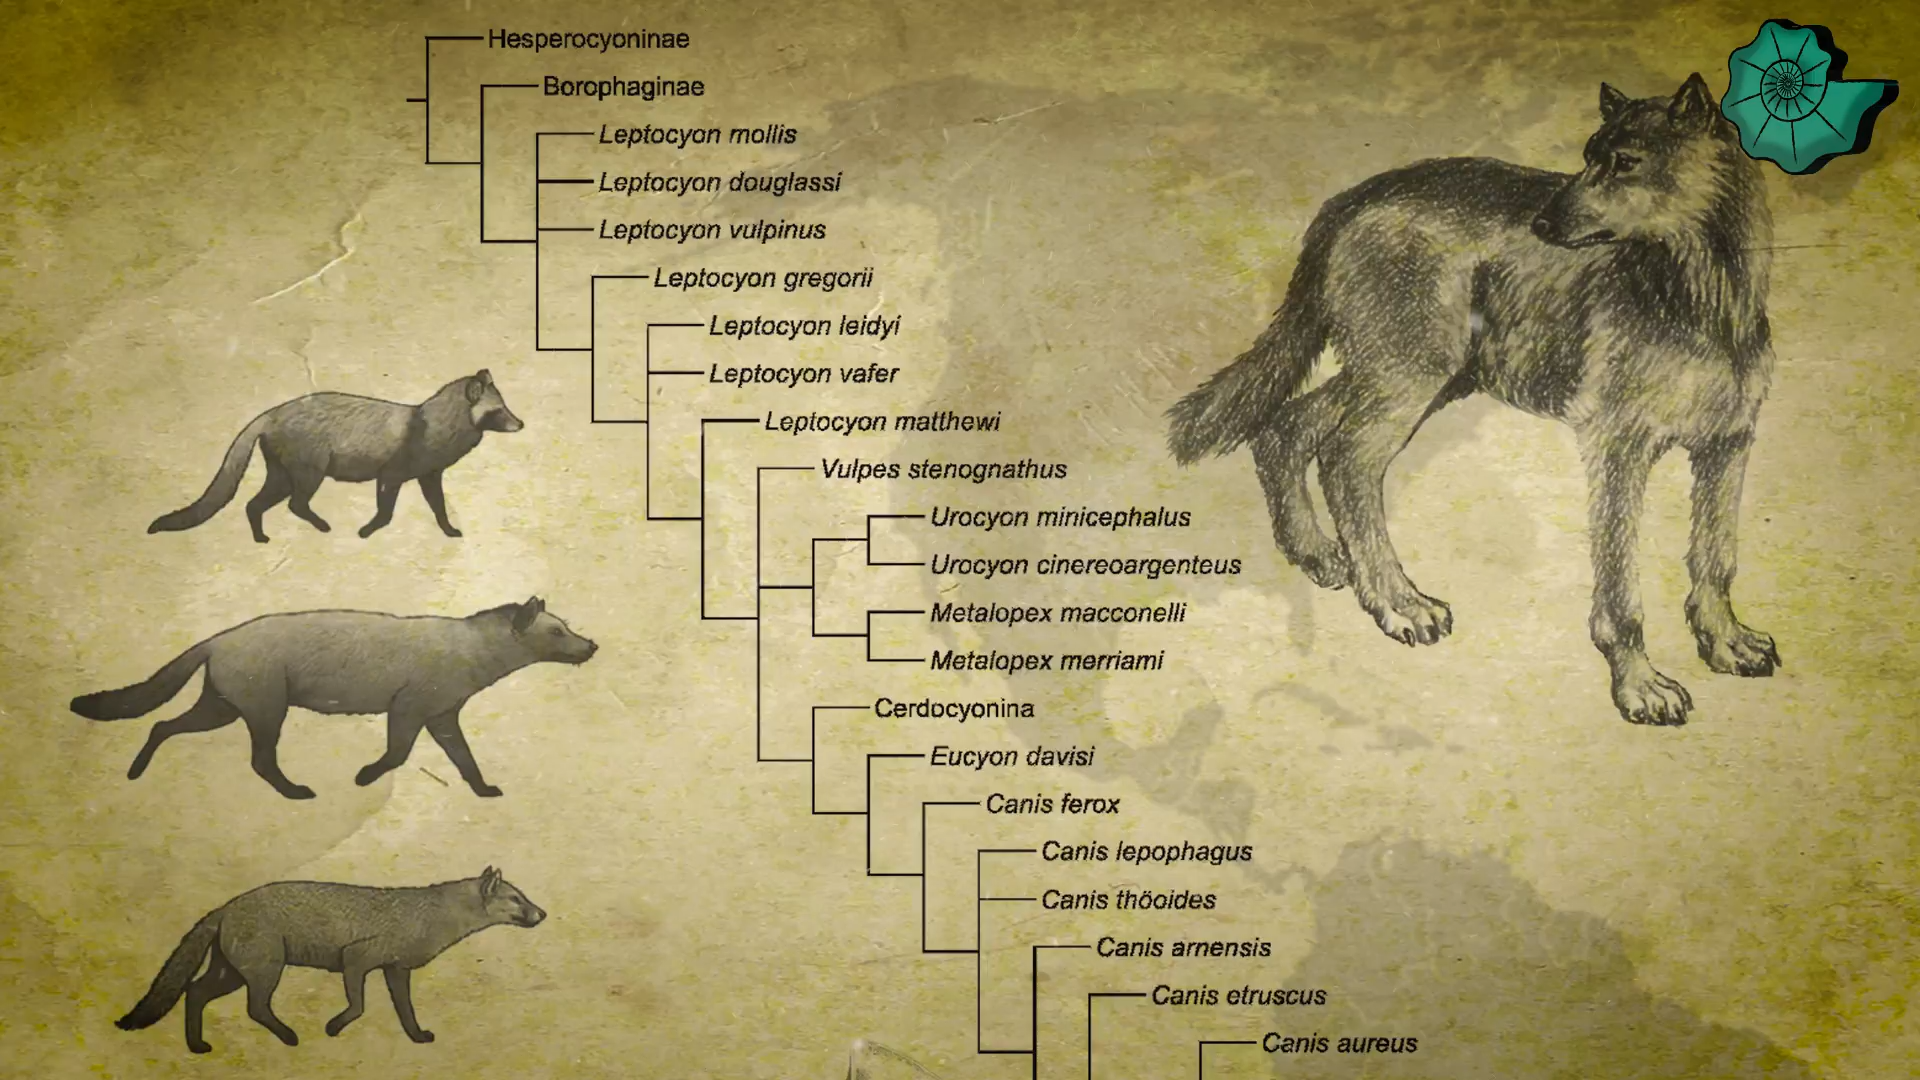 Hesperocyoninae
Borophaginae
Leptocyon mollis
Leptocyon douglassi
Leptocyon vulpinus
Leptocyon gregorii
Leptocyon leidyi
Leptocyon vafer
Leptocyon matthewi
Vulpes stenognathus
Urocyon minicephalus
Urocyon cinereoargenteus
Metalopex macconelli
Metalopex merriami
Cerdocyonina
Eucyon davisi
Canis ferox
Canis lepophagus
Canis thöoides
Canis arnensis
Canis etruscus
Canis aureus